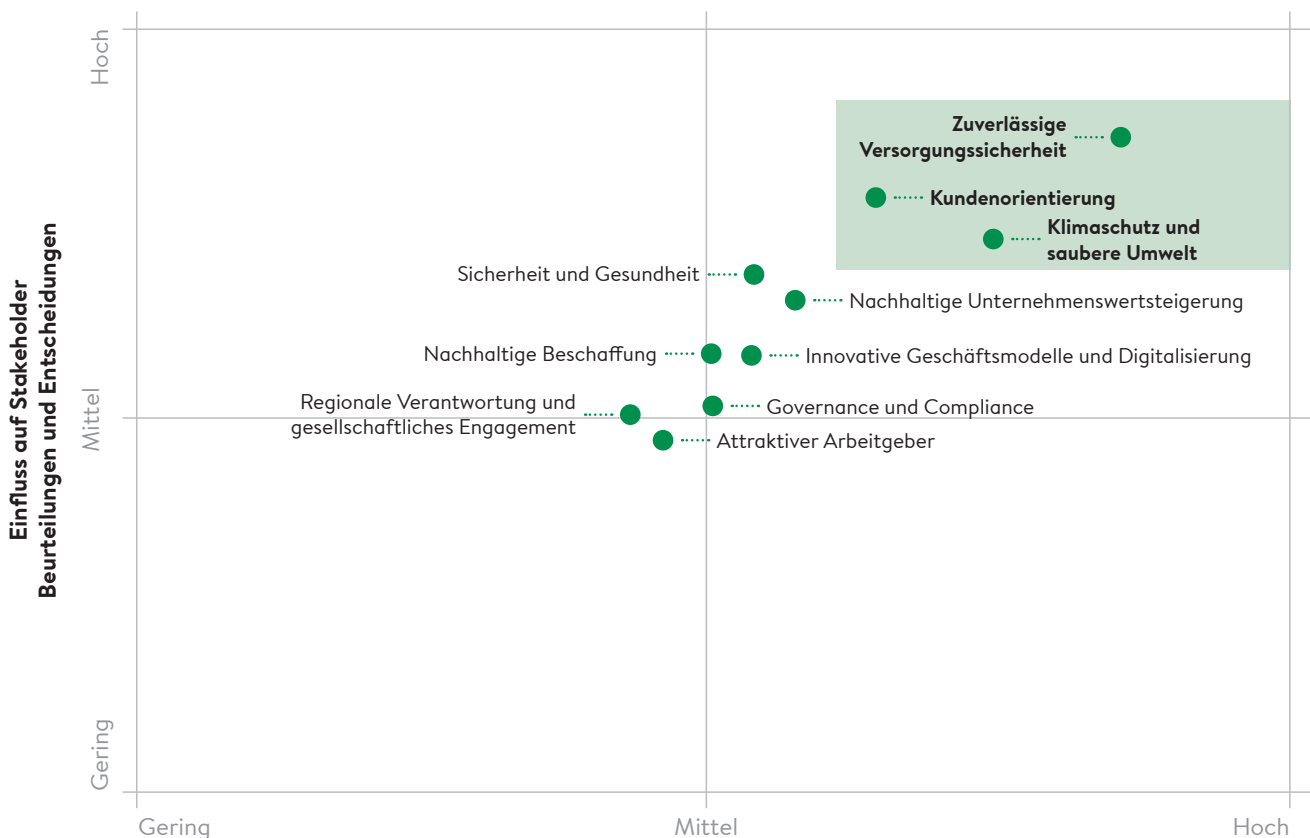 Hoch
Zuverlässige
Versorgungssicherheit
Kundenorientierung
Klimaschutz und
saubere Umwelt
Sicherheit und Gesundheit
Nachhaltige Unternehmenswertsteigerung
Nachhaltige Beschaffung
Innovative Geschäftsmodelle und Digitalisierung
Regionale Verantwortung und
gesellschaftliches Engagement
Governance und Compliance
Attraktiver Arbeitgeber
Einfluss auf Stakeholder
Beurteilungen und Entscheidungen
Mittel
Gering
Gering
Mittel
Hoch